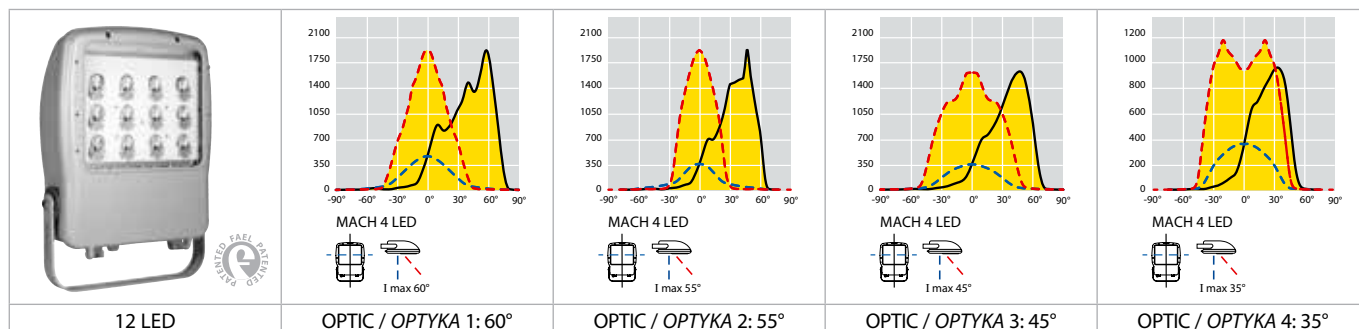 PATENTED FAEL PATENTED
12 LED
2100
1750
1400
1050
700
350
0
-90 -60 -30 0° 30 60 90°
MACH 4 LED
I max 60°
OPTIC / OPTYKA 1: 60°
2100
1750
1400
1050
700
350
0
-90 -60 -30 0° 30 60 90°
MACH 4 LED
I max 55°
OPTIC / OPTYKA 2: 55°
2100
1750
1400
1050
700
350
0
-90 -60 -30 0° 30 60 90°
MACH 4 LED
I max 45°
OPTIC / OPTYKA 3: 45°
1200
1000
800
600
400
200
0
-90 -60 -30 0° 30 60 90°
MACH 4 LED
I max 35°
OPTIC / OPTYKA 4: 35°